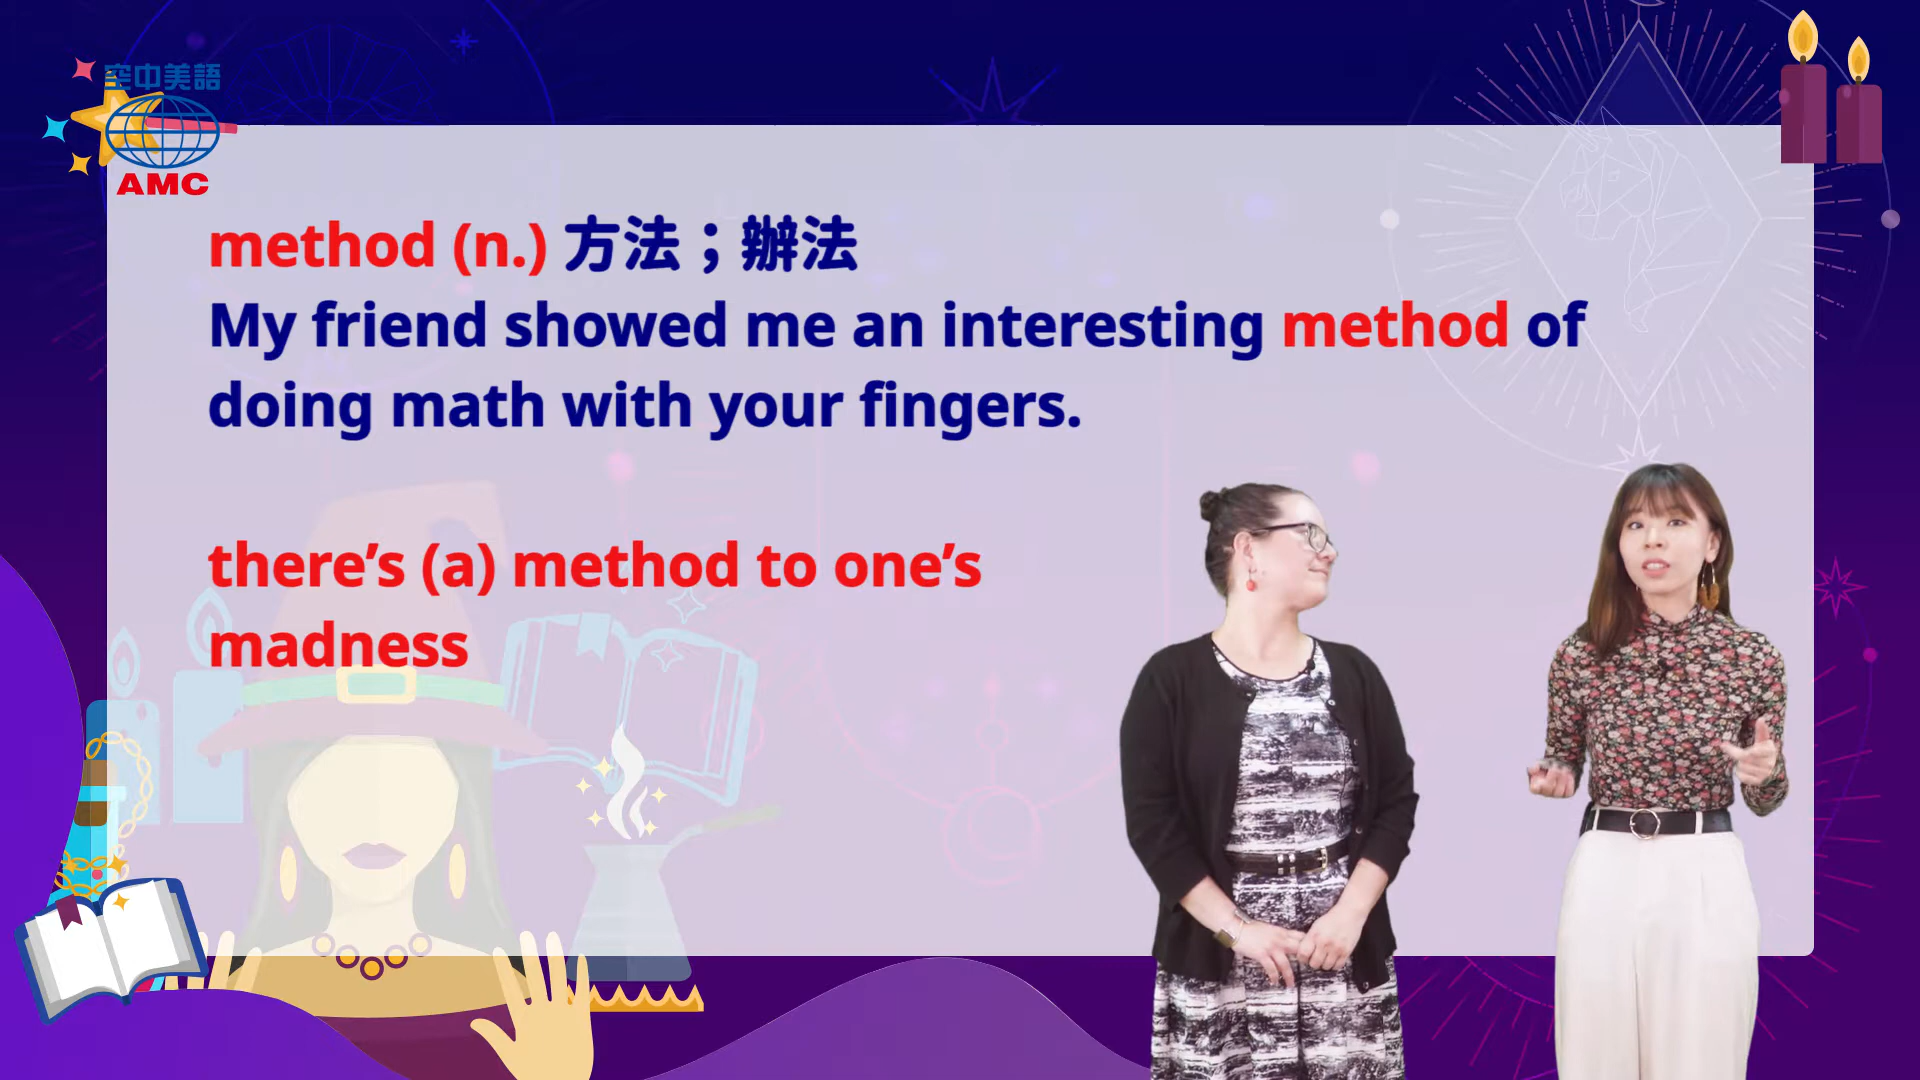 空中美語
AMC
method (n.) 方法；辦法
My friend showed me an interesting method of
doing math with your fingers.
there’s (a) method to one’s
madness